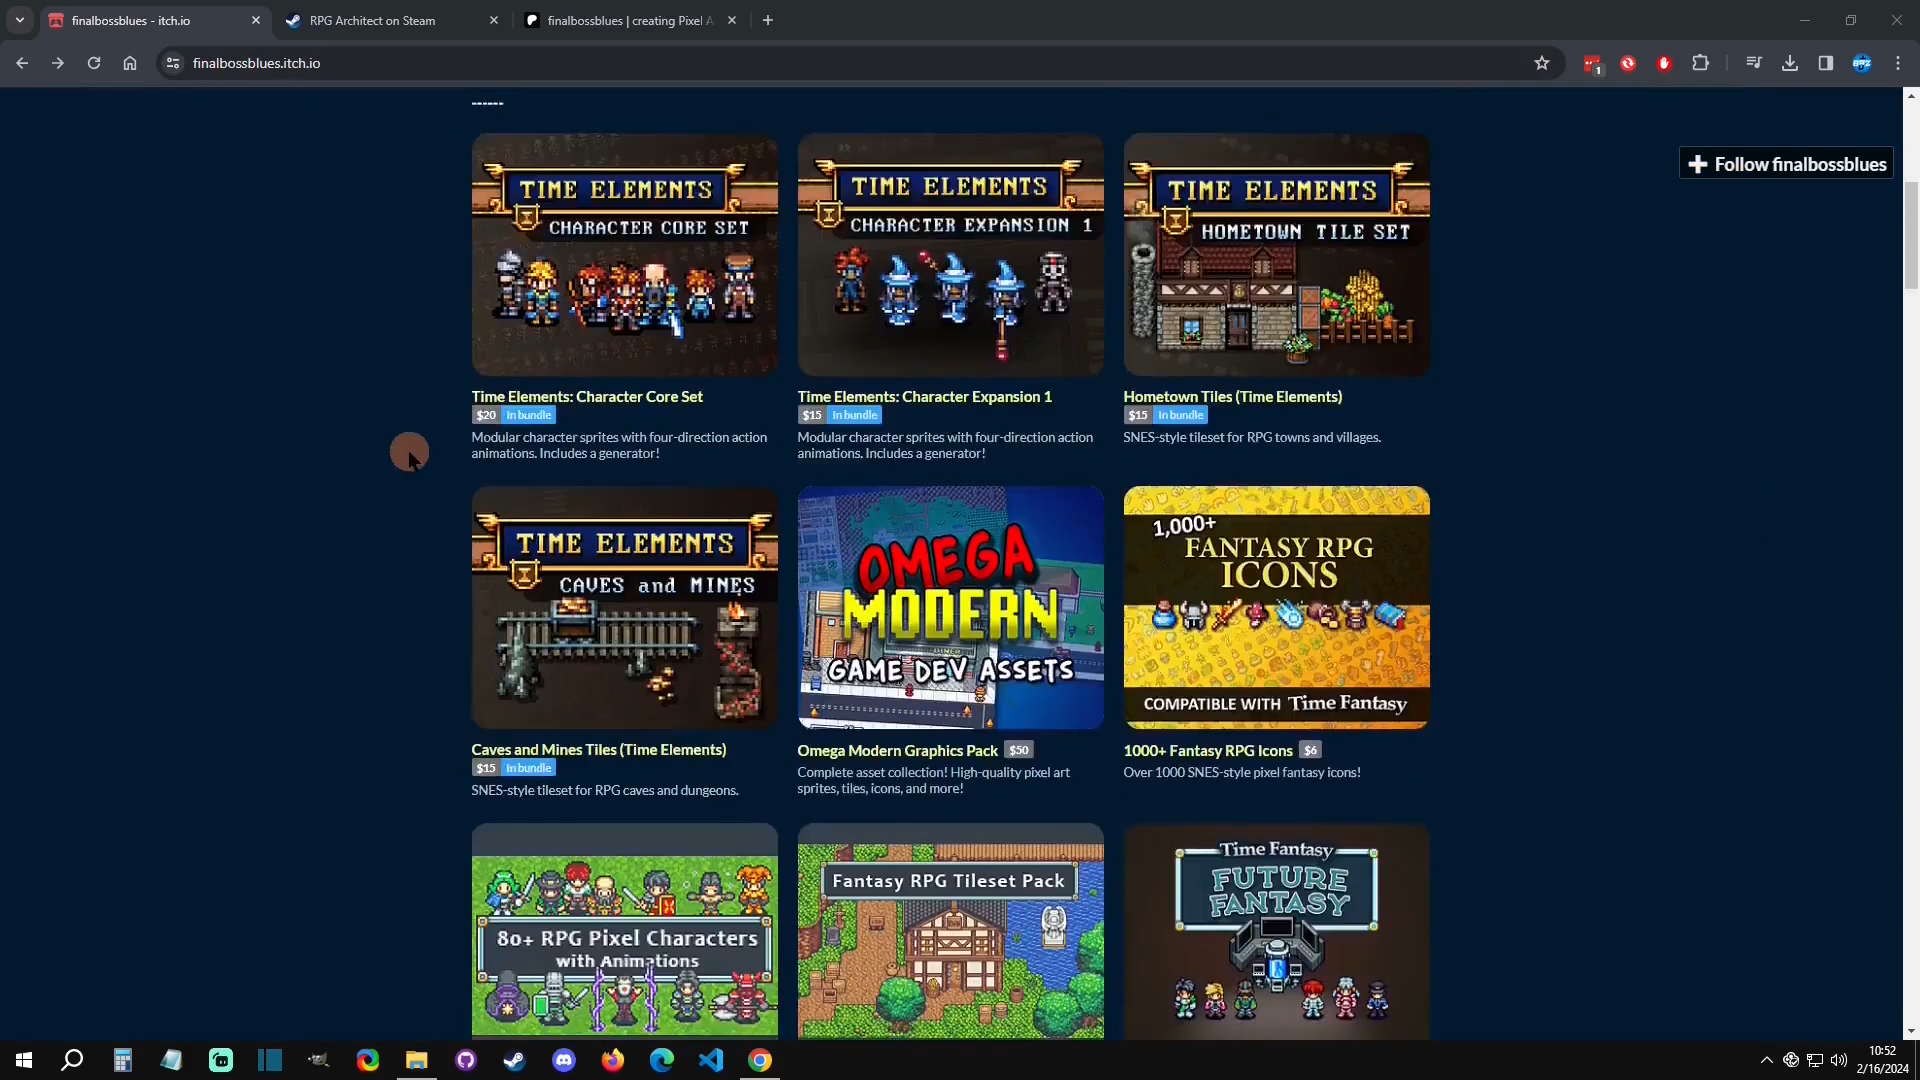 finalbossblues - itch.io
RPG Architect on Steam
finalbossblues | creating Pixel A
finalbossblues.itch.io
1
BPZ
------
Follow finalbossblues
TIME ELEMENTS
CHARACTER CORE SET
TIME ELEMENTS
CHARACTER EXPANSION 1
TIME ELEMENTS
HOMETOWN TILE SET
Time Elements: Character Core Set
$20 In bundle
Modular character sprites with four-direction action
animations. Includes a generator!
Time Elements: Character Expansion 1
$15 In bundle
Modular character sprites with four-direction action
animations. Includes a generator!
Hometown Tiles (Time Elements)
$15 In bundle
SNES-style tileset for RPG towns and villages.
TIME ELEMENTS
CAVES and MINES
OMEGA
MODERN
DINER
GAME DEV ASSETS
1,000+
FANTASY RPG
ICONS
COMPATIBLE WITH Time Fantasy
Caves and Mines Tiles (Time Elements)
$15 In bundle
SNES-style tileset for RPG caves and dungeons.
Omega Modern Graphics Pack $50
Complete asset collection! High-quality pixel art
sprites, tiles, icons, and more!
1000+ Fantasy RPG Icons $6
Over 1000 SNES-style pixel fantasy icons!
80+ RPG Pixel Characters
with Animations
Fantasy RPG Tileset Pack
Time Fantasy
FUTURE
FANTASY
10:52
2/16/2024